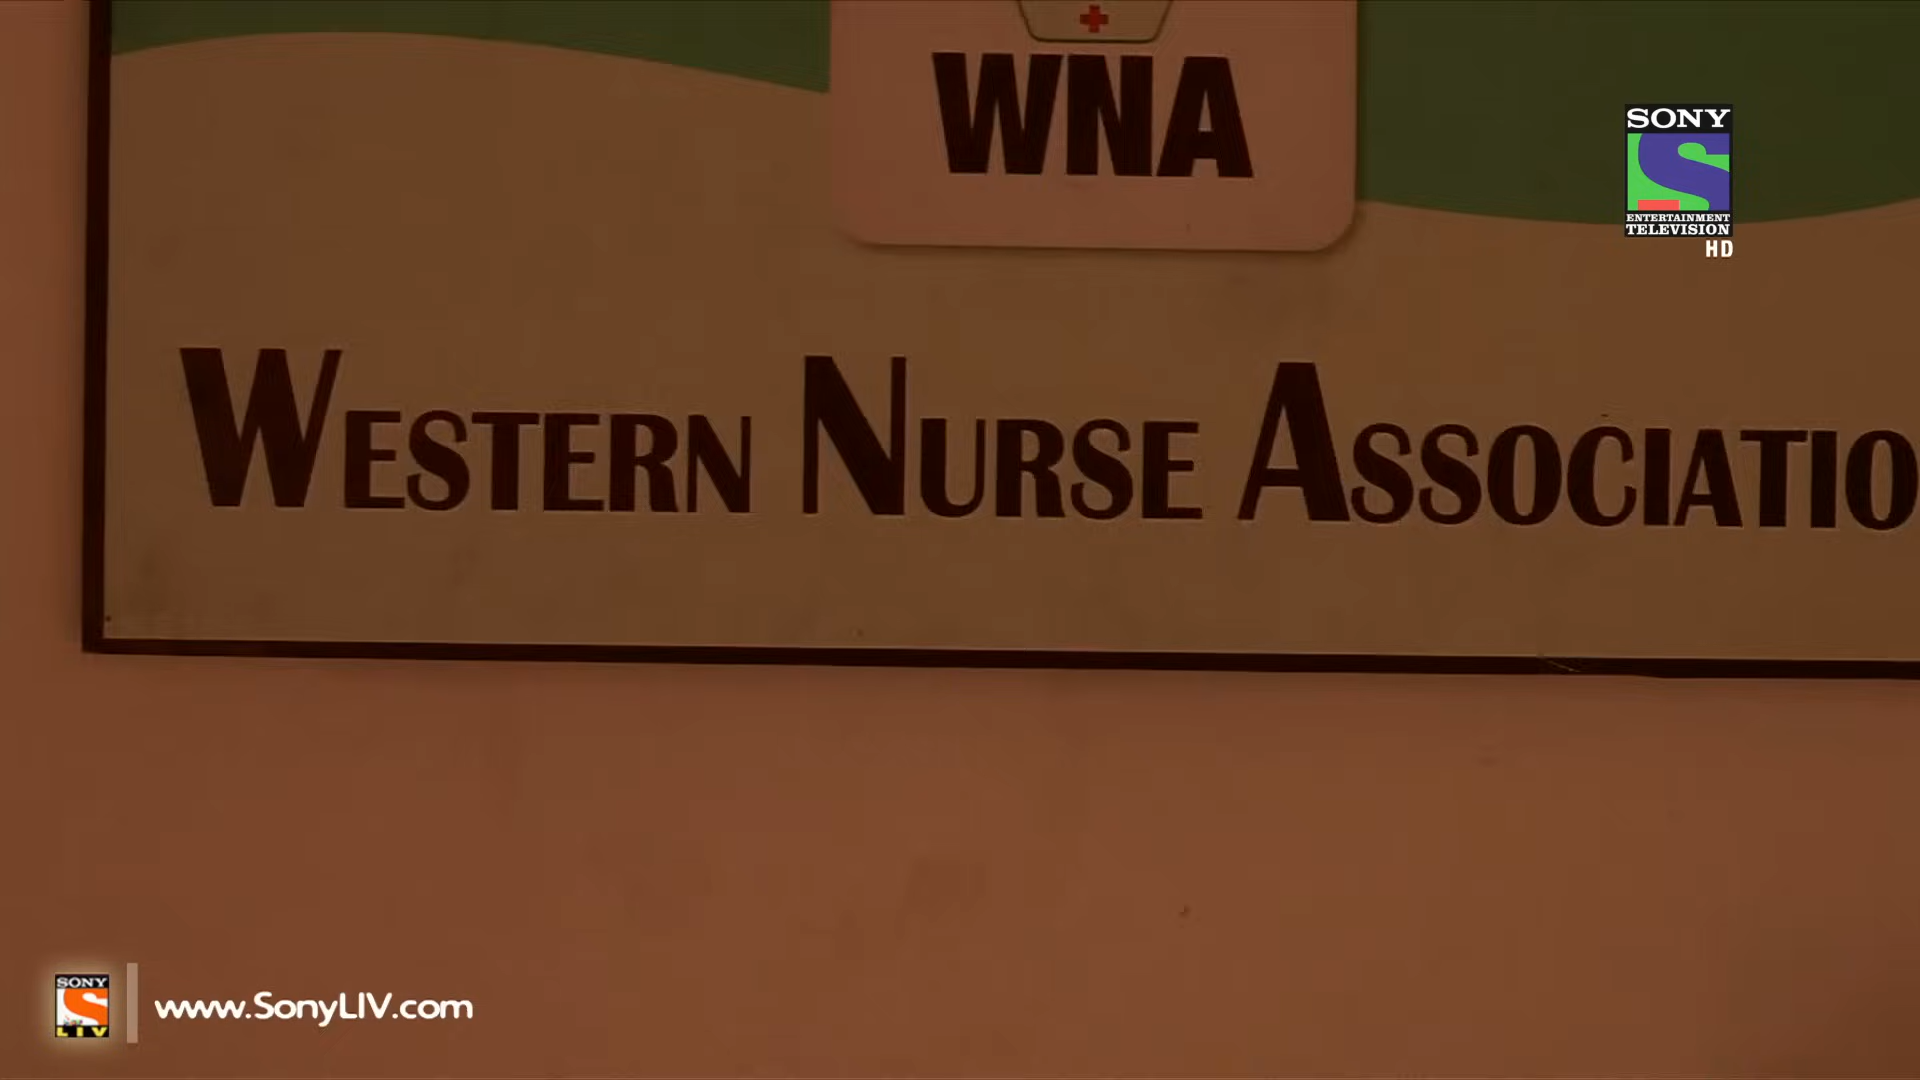 WNA
SONY
ENTERTAINMENT
TELEVISION
HD
WESTERN NURSE ASSOCIATIO
SONY
LIV
www.SonyLIV.com